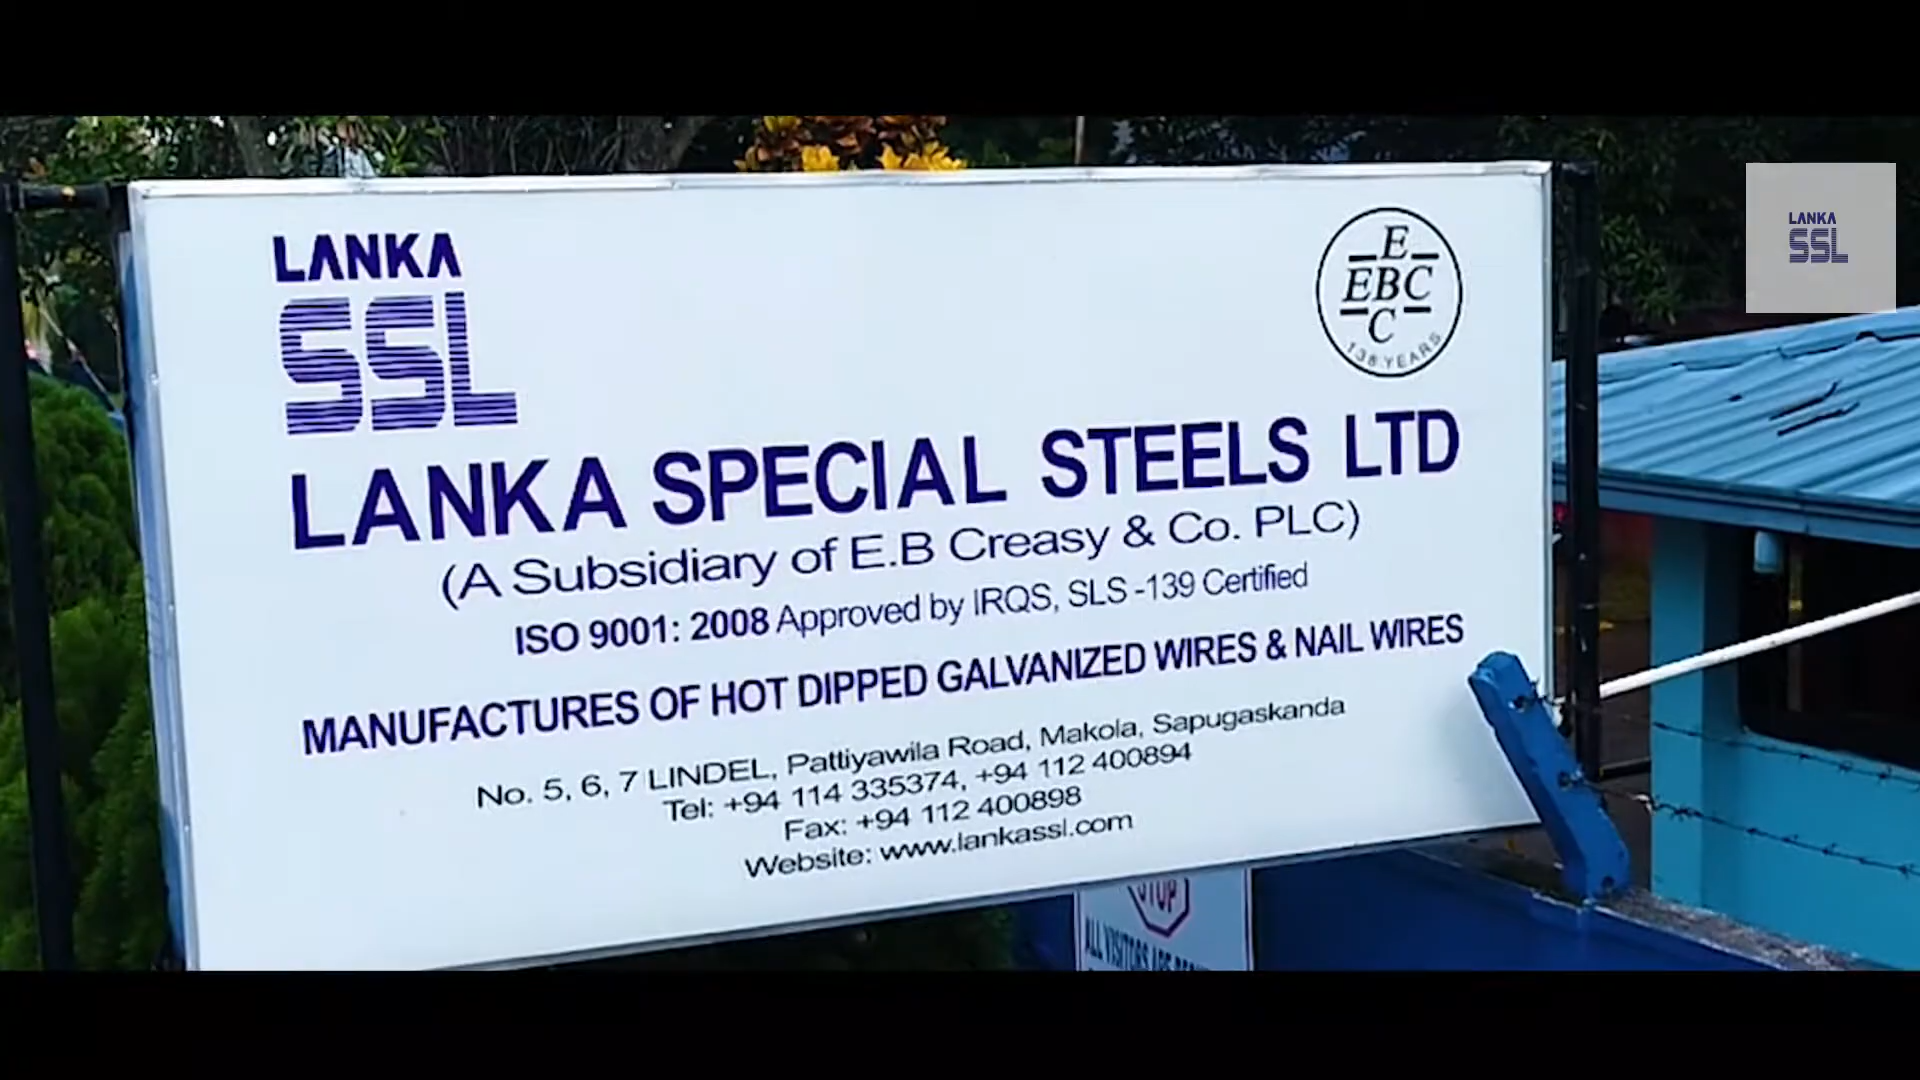 LANKA
SSL
E
EBC
C
138 YEARS
LANKA SPECIAL STEELS LTD
(A Subsidiary of E.B Creasy & Co. PLC)
ISO 9001: 2008 Approved by IRQS, SLS -139 Certified
MANUFACTURES OF HOT DIPPED GALVANIZED WIRES & NAIL WIRES
No. 5, 6, 7 LINDEL, Pattiyawila Road, Makola, Sapugaskanda
Tel: +94 114 335374, +94 112 400894
Fax: +94 112 400898
Website: www.lankassl.com
STOP
ALL VISITORS ARE
LANKA
SSL